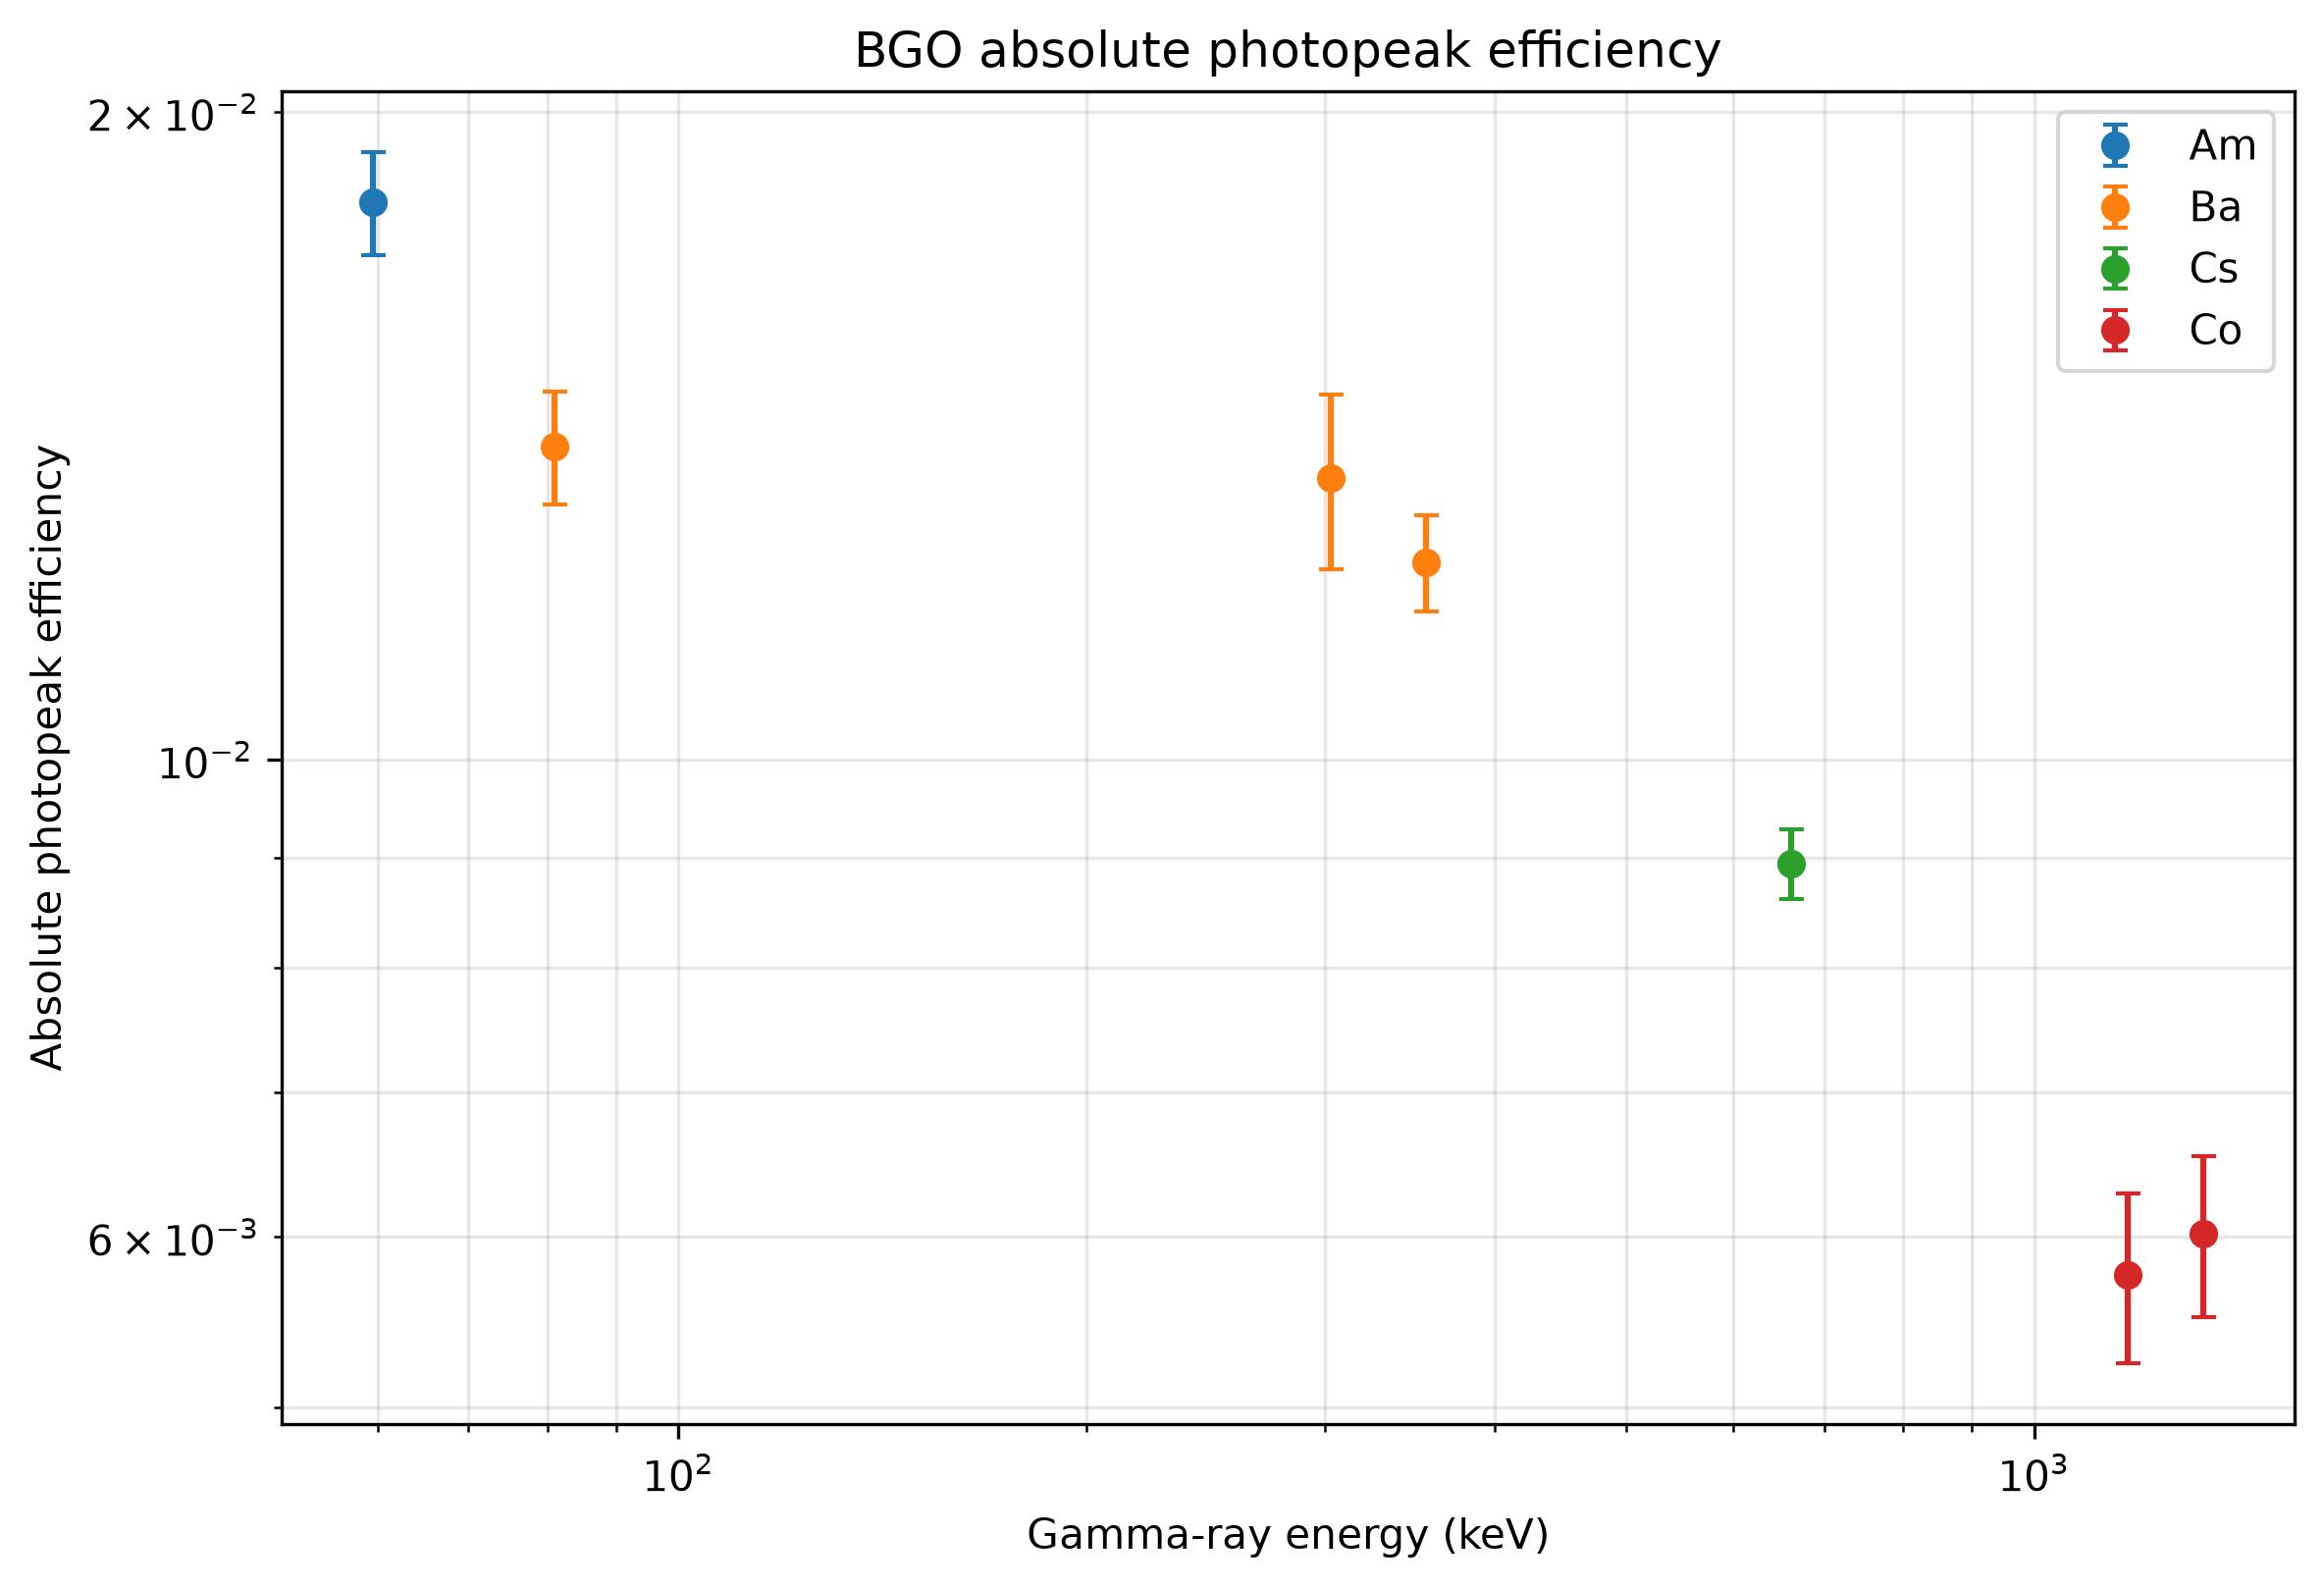 BGO absolute photopeak efficiency
2 × 10⁻²
10⁻²
6 × 10⁻³
Absolute photopeak efficiency
Am
Ba
Cs
Co
10²
10³
Gamma-ray energy (keV)